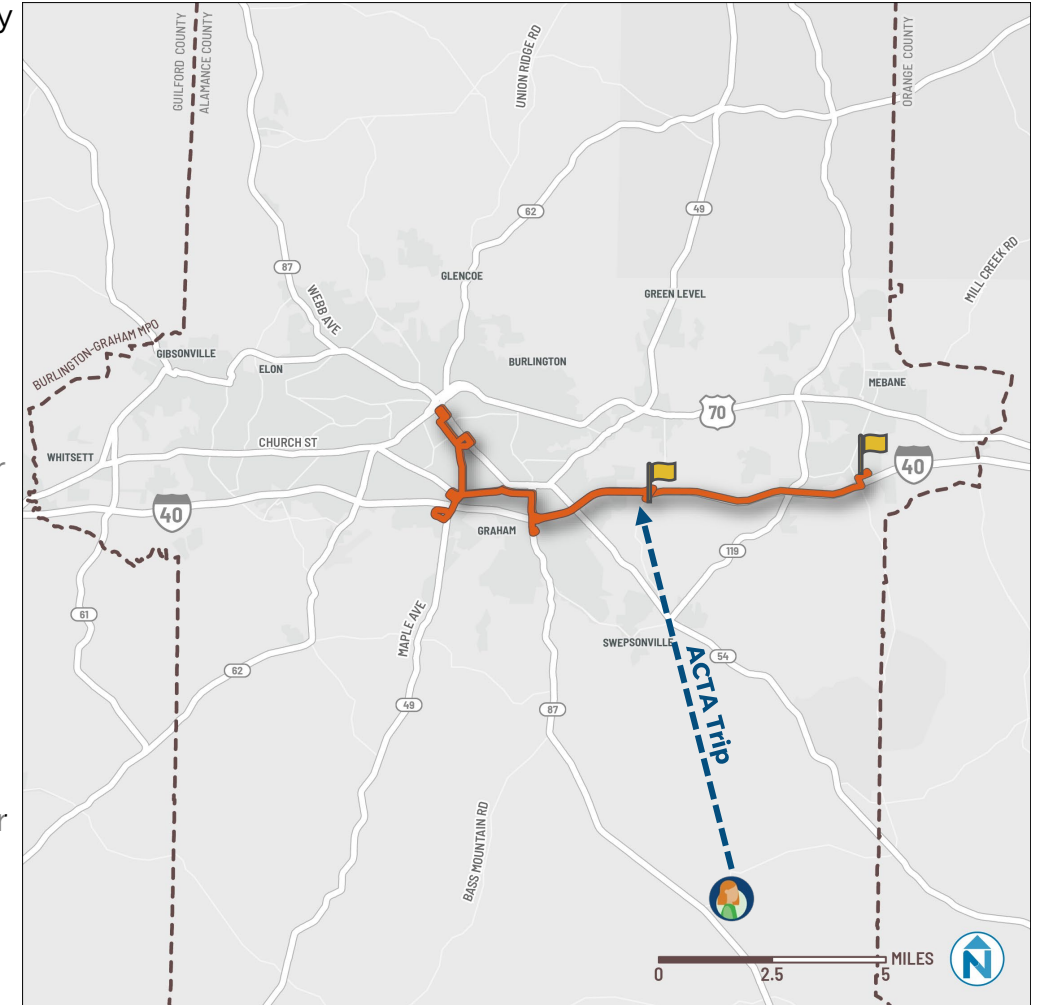 y
GUILFORD COUNTY
ALAMANCE COUNTY
UNION RIDGE RD
ORANGE COUNTY
62
49
MILL CREEK RD
87
GLENCOE
GREEN LEVEL
WEBB AVE
BURLINGTON-GRAHAM MPO
GIBSONVILLE
ELON
BURLINGTON
MEBANE
70
CHURCH ST
WHITSETT
r
40
40
GRAHAM
119
61
MAPLE AVE
SWEPSONVILLE
54
62
ACTA Trip
49
87
r
BASS MOUNTAIN RD
MILES
0 2.5 5
N